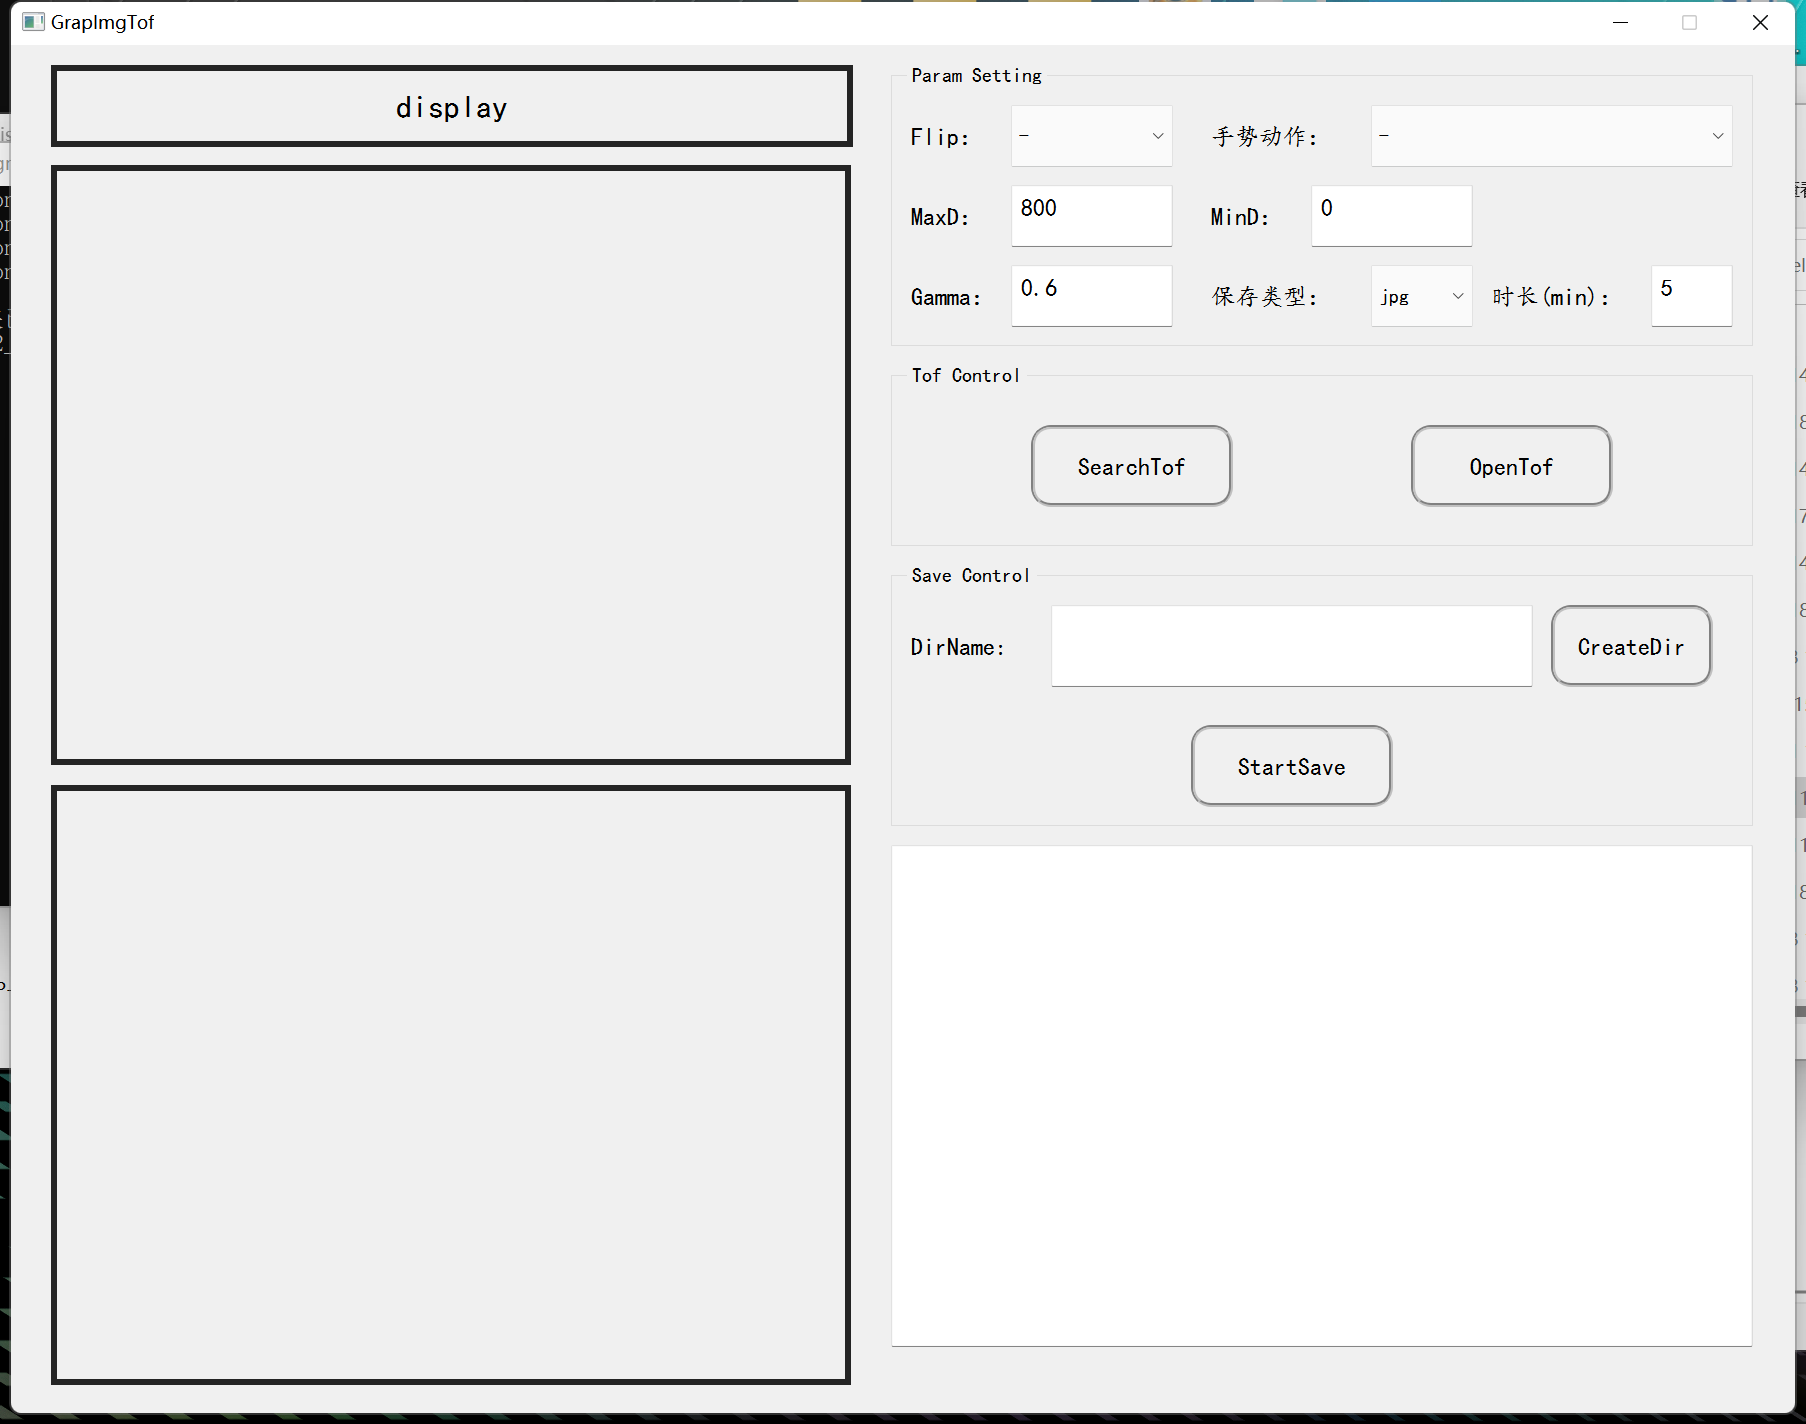 GrapImgTof
display
Param Setting
Flip: - 手势动作: -
MaxD: 800 MinD: 0
Gamma: 0.6 保存类型: jpg 时长(min): 5
Tof Control
SearchTof OpenTof
Save Control
DirName: CreateDir
StartSave